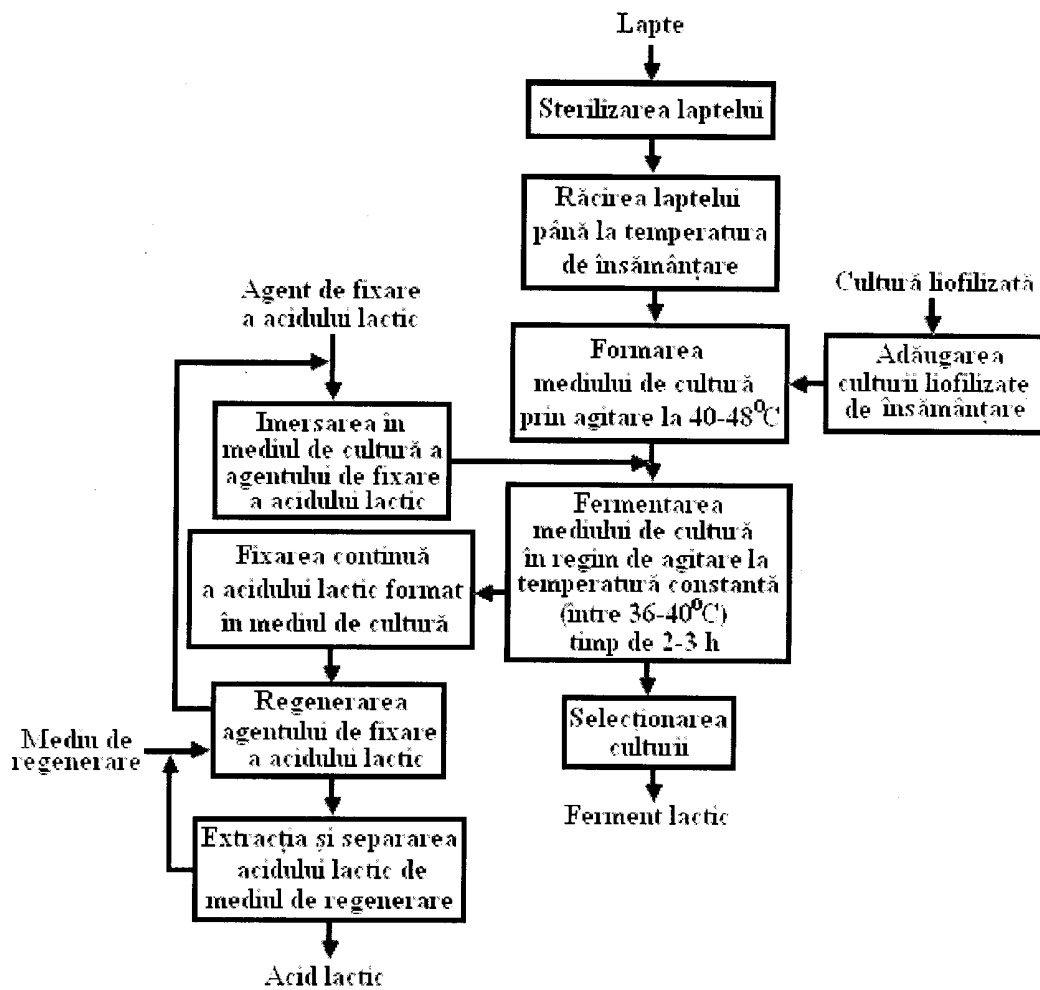 Lapte
Sterilizarea laptelui
Răcirea laptelui
până la temperatura
de însămânțare
Agent de fixare
a acidului lactic
Cultură liofilizată
Formarea
mediului de cultură
prin agitare la 40-48⁰C
Adăugarea
culturii liofilizate
de însămânțare
Imersarea în
mediul de cultură a
agentului de fixare
a acidului lactic
Fermentarea
mediului de cultură
în regim de agitare la
temperatură constantă
(între 36-40⁰C)
timp de 2-3 h
Fixarea continuă
a acidului lactic format
în mediul de cultură
Regenerarea
agentului de fixare
a acidului lactic
Selecționarea
culturii
Mediu de
regenerare
Ferment lactic
Extracția și separarea
acidului lactic de
mediul de regenerare
Acid lactic